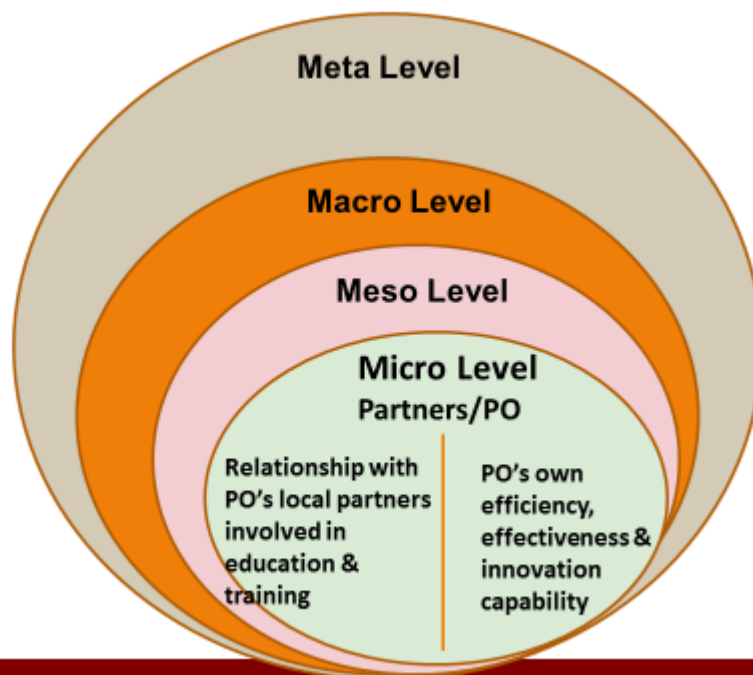 Meta Level
Macro Level
Meso Level
Micro Level
Partners/PO
Relationship with
PO's local partners
involved in
education &
training
PO's own
efficiency,
effectiveness &
innovation
capability